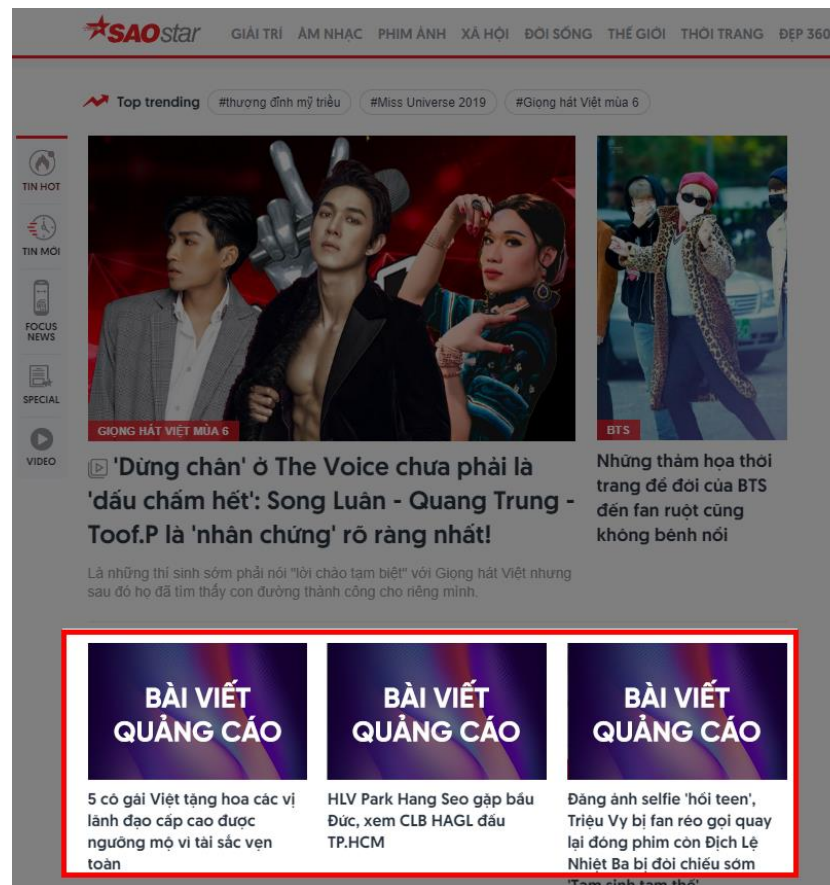 SAOstar
GIẢI TRÍ ÂM NHẠC PHIM ẢNH XÃ HỘI ĐỜI SỐNG THẾ GIỚI THỜI TRANG ĐẸP 360
Top trending #thượng đỉnh mỹ triều #Miss Universe 2019 #Giọng hát Việt mùa 6
TIN HOT
TIN MỚI
FOCUS
NEWS
SPECIAL
VIDEO
GIỌNG HÁT VIỆT MÙA 6
'Dừng chân' ở The Voice chưa phải là
'dấu chấm hết': Song Luân - Quang Trung -
Toof.P là 'nhân chứng' rõ ràng nhất!
Là những thí sinh sớm phải nói "lời chào tạm biệt" với Giọng hát Việt nhưng
sau đó họ đã tìm thấy con đường thành công cho riêng mình.
BTS
Những thảm họa thời
trang để đời của BTS
đến fan ruột cũng
không bênh nổi
BÀI VIẾT
QUẢNG CÁO
5 cô gái Việt tặng hoa các vị
lãnh đạo cấp cao được
ngưỡng mộ vì tài sắc vẹn
toàn
BÀI VIẾT
QUẢNG CÁO
HLV Park Hang Seo gặp bầu
Đức, xem CLB HAGL đấu
TP.HCM
BÀI VIẾT
QUẢNG CÁO
Đăng ảnh selfie 'hồi teen',
Triệu Vy bị fan réo gọi quay
lại đóng phim còn Địch Lệ
Nhiệt Ba bị đòi chiếu sớm
'Tam sinh tam thế'